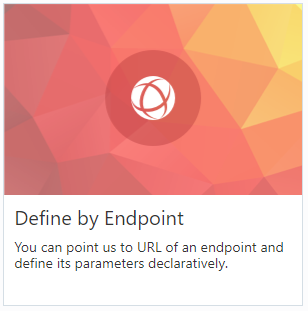 Define by Endpoint
You can point us to URL of an endpoint and
define its parameters declaratively.